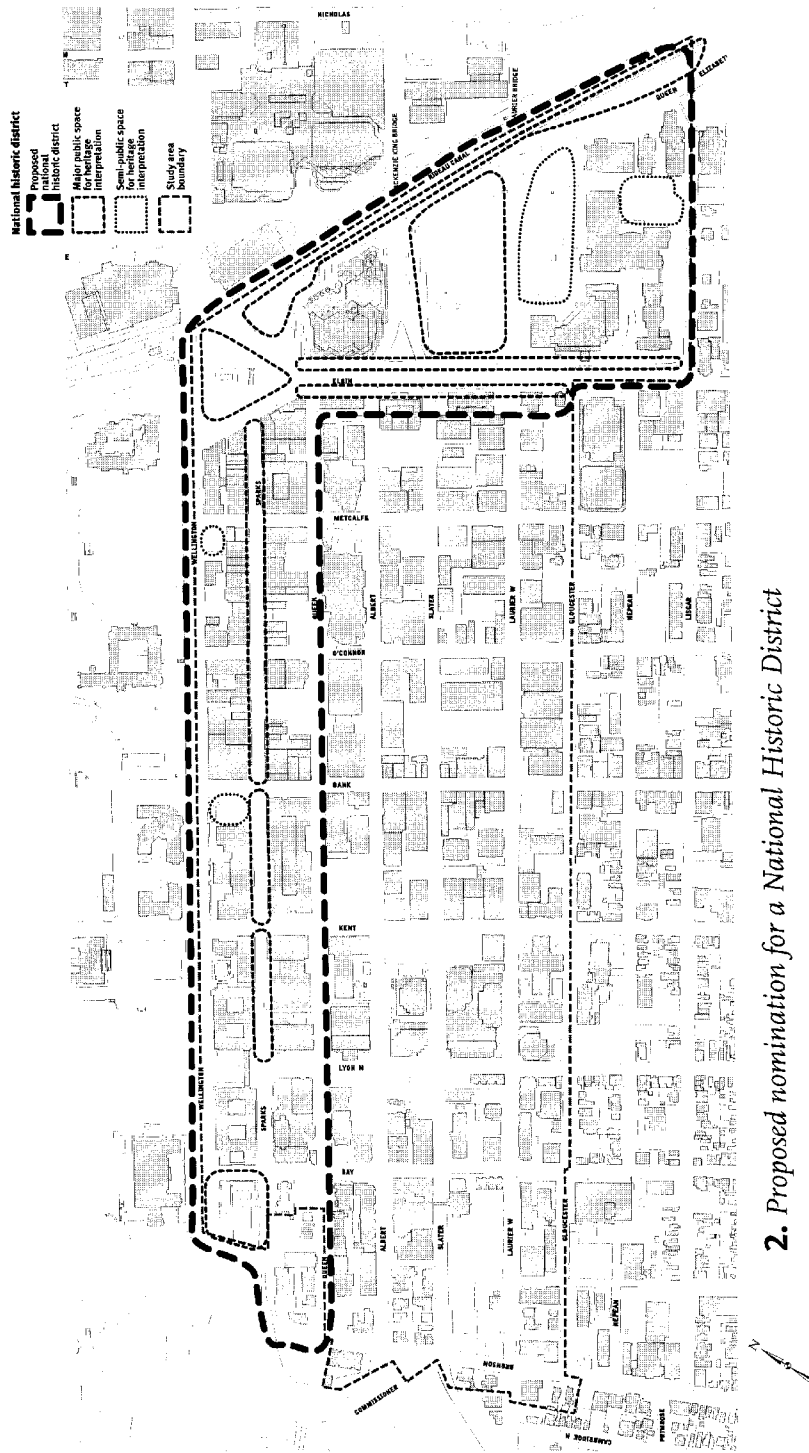 National historic district
Proposed
national
historic district
Major public space
for heritage
interpretation
Semi-public space
for heritage
interpretation
Study area
boundary
NICHOLAS
MACKENZIE KING BRIDGE
LAURIER BRIDGE
RIDEAU CANAL
QUEEN
ELIZABETH
E
WELLINGTON
WELLINGTON
SPARKS
SPARKS
ELGIN
METCALFE
O'CONNOR
BANK
KENT
LYON N
BAY
QUEEN
QUEEN
ALBERT
ALBERT
SLATER
SLATER
LAURIER W
LAURIER W
GLOUCESTER
GLOUCESTER
NEPEAN
NEPEAN
LISGAR
COMMISSIONER
BRONSON
CAMBRIDGE N
PRIMROSE
N
2. Proposed nomination for a National Historic District